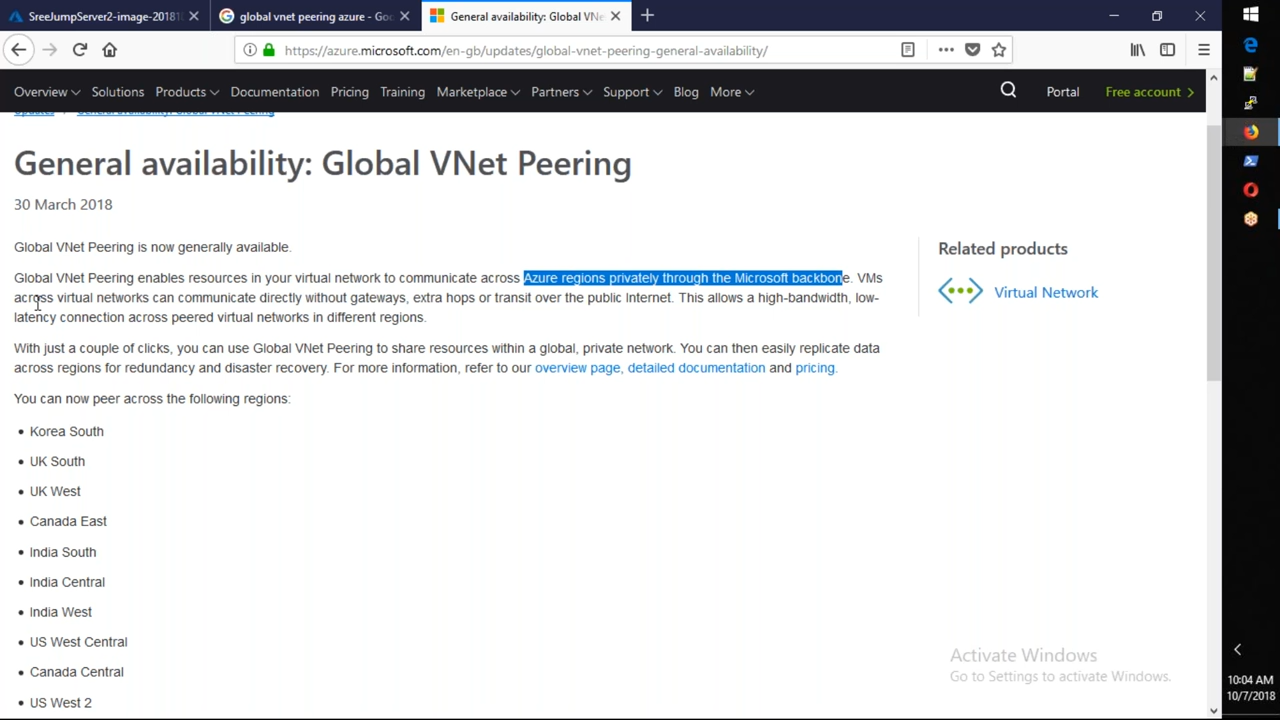 SreeJumpServer2-image-20181
global vnet peering azure - Goo
General availability: Global VNe
https://azure.microsoft.com/en-gb/updates/global-vnet-peering-general-availability/
Overview Solutions Products Documentation Pricing Training Marketplace Partners Support Blog More Portal Free account
Updates General availability: Global VNet Peering
General availability: Global VNet Peering
30 March 2018
Global VNet Peering is now generally available.
Global VNet Peering enables resources in your virtual network to communicate across Azure regions privately through the Microsoft backbone. VMs
across virtual networks can communicate directly without gateways, extra hops or transit over the public Internet. This allows a high-bandwidth, low-
latency connection across peered virtual networks in different regions.
With just a couple of clicks, you can use Global VNet Peering to share resources within a global, private network. You can then easily replicate data
across regions for redundancy and disaster recovery. For more information, refer to our overview page, detailed documentation and pricing.
You can now peer across the following regions:
• Korea South
• UK South
• UK West
• Canada East
• India South
• India Central
• India West
• US West Central
• Canada Central
• US West 2
Related products
Virtual Network
Activate Windows
Go to Settings to activate Windows.
10:04 AM
10/7/2018